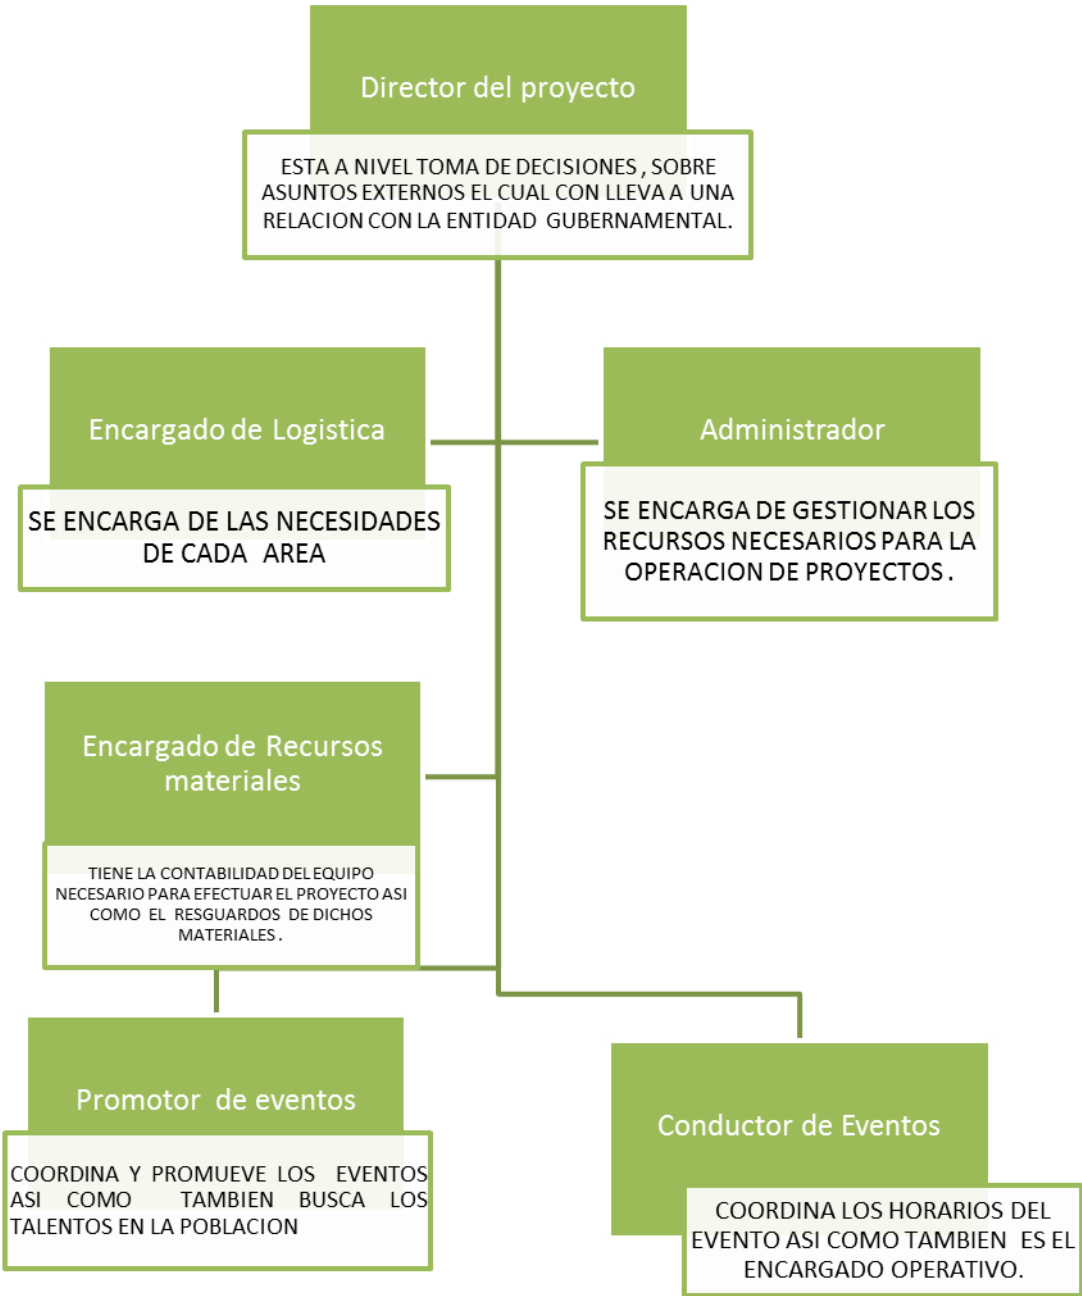 Director del proyecto
ESTA A NIVEL TOMA DE DECISIONES , SOBRE
ASUNTOS EXTERNOS EL CUAL CON LLEVA A UNA
RELACION CON LA ENTIDAD GUBERNAMENTAL.
Encargado de Logistica
SE ENCARGA DE LAS NECESIDADES
DE CADA AREA
Administrador
SE ENCARGA DE GESTIONAR LOS
RECURSOS NECESARIOS PARA LA
OPERACION DE PROYECTOS .
Encargado de Recursos
materiales
TIENE LA CONTABILIDAD DEL EQUIPO
NECESARIO PARA EFECTUAR EL PROYECTO ASI
COMO EL RESGUARDOS DE DICHOS
MATERIALES .
Promotor de eventos
COORDINA Y PROMUEVE LOS EVENTOS
ASI COMO TAMBIEN BUSCA LOS
TALENTOS EN LA POBLACION
Conductor de Eventos
COORDINA LOS HORARIOS DEL
EVENTO ASI COMO TAMBIEN ES EL
ENCARGADO OPERATIVO.